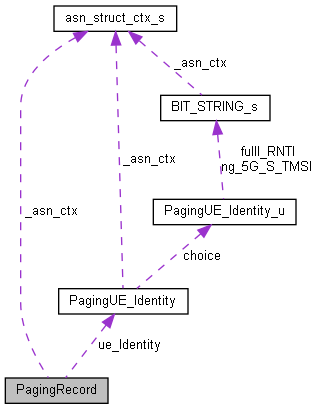 asn_struct_ctx_s
_asn_ctx
BIT_STRING_s
fullI_RNTI
ng_5G_S_TMSI
_asn_ctx
PagingUE_Identity_u
_asn_ctx
choice
PagingUE_Identity
ue_Identity
PagingRecord